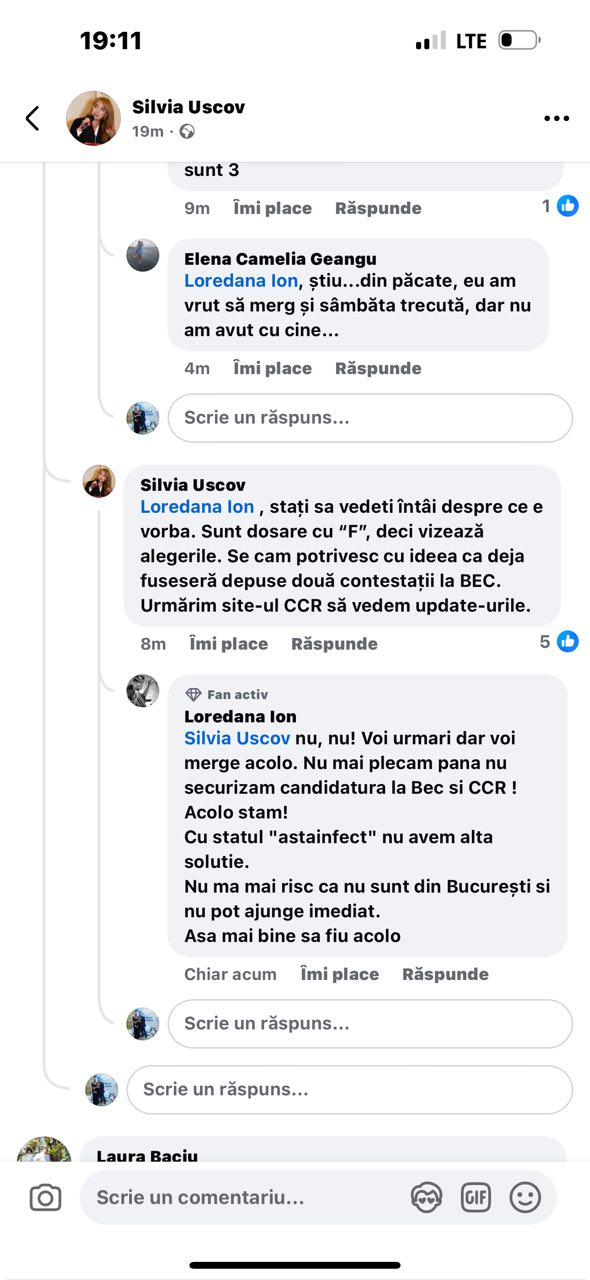 19:11
LTE
Silvia Uscov
19m ·
sunt 3
9m Îmi place Răspunde 1
Elena Camelia Geangu
Loredana Ion, știu...din păcate, eu am
vrut să merg și sâmbăta trecută, dar nu
am avut cu cine...
4m Îmi place Răspunde
Scrie un răspuns...
Silvia Uscov
Loredana Ion , stați sa vedeti întâi despre ce e
vorba. Sunt dosare cu “F”, deci vizează
alegerile. Se cam potrivesc cu ideea ca deja
fuseseră depuse două contestații la BEC.
Urmărim site-ul CCR să vedem update-urile.
8m Îmi place Răspunde 5
Fan activ
Loredana Ion
Silvia Uscov nu, nu! Voi urmari dar voi
merge acolo. Nu mai plecam pana nu
securizam candidatura la Bec si CCR !
Acolo stam!
Cu statul "astainfect" nu avem alta
solutie.
Nu ma mai risc ca nu sunt din București si
nu pot ajunge imediat.
Asa mai bine sa fiu acolo
Chiar acum Îmi place Răspunde
Scrie un răspuns...
Scrie un răspuns...
Laura Baciu
Scrie un comentariu...
GIF